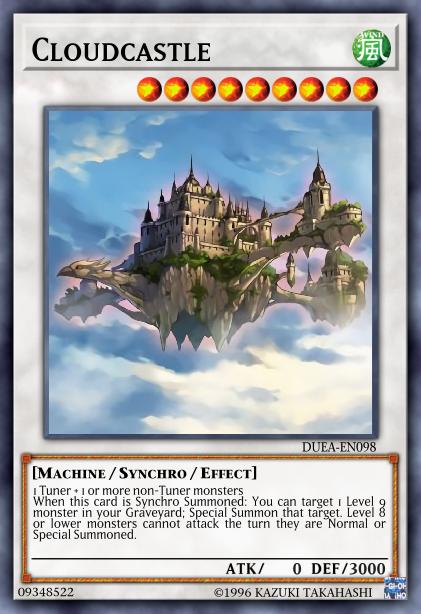 CLOUDCASTLE
WIND
風
DUEA-EN098
[MACHINE / SYNCHRO / EFFECT]
1 Tuner + 1 or more non-Tuner monsters
When this card is Synchro Summoned: You can target 1 Level 9
monster in your Graveyard; Special Summon that target. Level 8
or lower monsters cannot attack the turn they are Normal or
Special Summoned.
ATK/ 0 DEF/3000
09348522 ©1996 KAZUKI TAKAHASHI